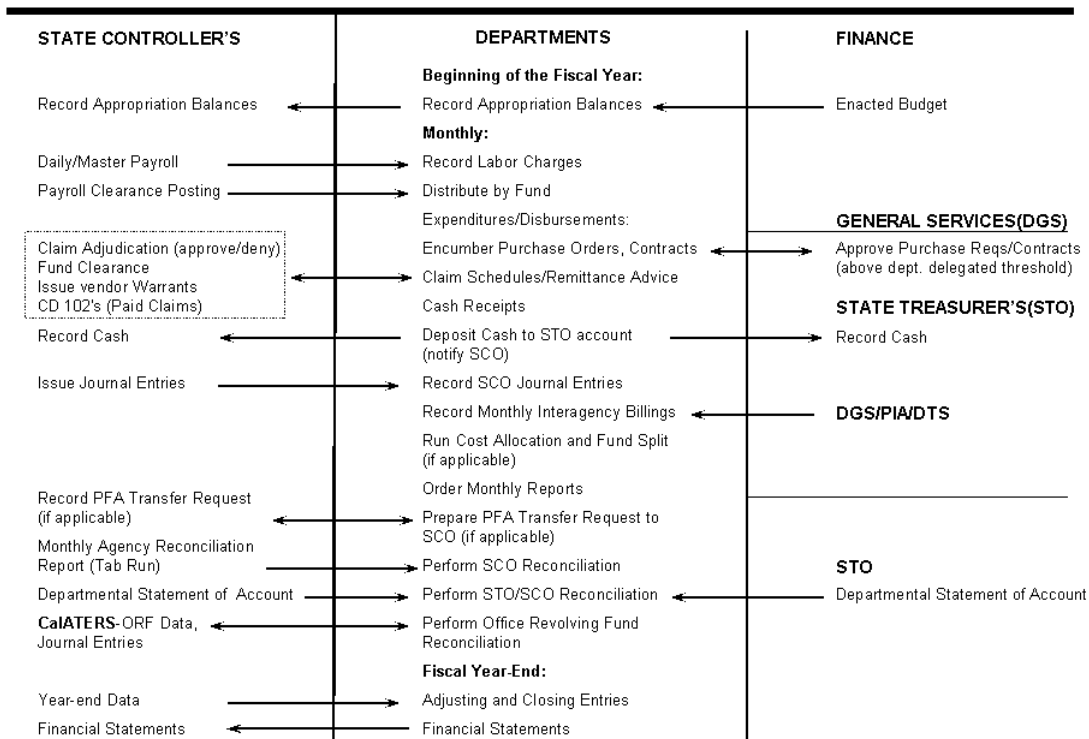 STATE CONTROLLER'S DEPARTMENTS FINANCE
Beginning of the Fiscal Year:
Record Appropriation Balances Record Appropriation Balances Enacted Budget
Monthly:
Daily/Master Payroll Record Labor Charges
Payroll Clearance Posting Distribute by Fund
Expenditures/Disbursements: GENERAL SERVICES(DGS)
Claim Adjudication (approve/deny) Encumber Purchase Orders, Contracts Approve Purchase Reqs/Contracts
Fund Clearance (above dept. delegated threshold)
Claim Schedules/Remittance Advice
Issue vendor Warrants
CD 102's (Paid Claims) Cash Receipts STATE TREASURER'S(STO)
Record Cash Deposit Cash to STO account Record Cash
(notify SCO)
Issue Journal Entries Record SCO Journal Entries
Record Monthly Interagency Billings DGS/PIA/DTS
Run Cost Allocation and Fund Split
(if applicable)
Order Monthly Reports
Record PFA Transfer Request
(if applicable) Prepare PFA Transfer Request to
SCO (if applicable)
Monthly Agency Reconciliation
Report (Tab Run) Perform SCO Reconciliation STO
Departmental Statement of Account Perform STO/SCO Reconciliation Departmental Statement of Account
CalATERS-ORF Data, Perform Office Revolving Fund
Journal Entries Reconciliation
Fiscal Year-End:
Year-end Data Adjusting and Closing Entries
Financial Statements Financial Statements